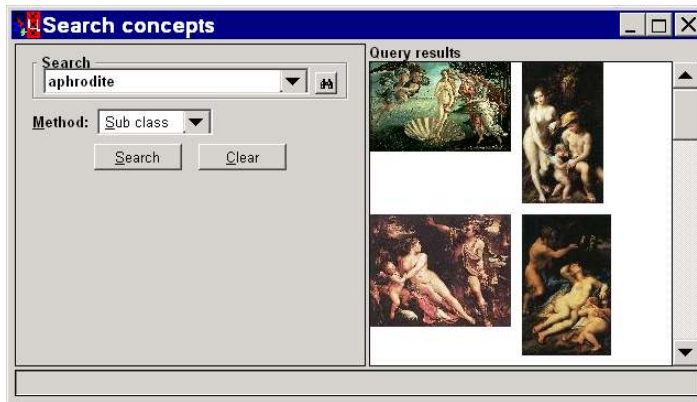 Search concepts
Search
aphrodite
Method: Sub class
Search Clear
Query results